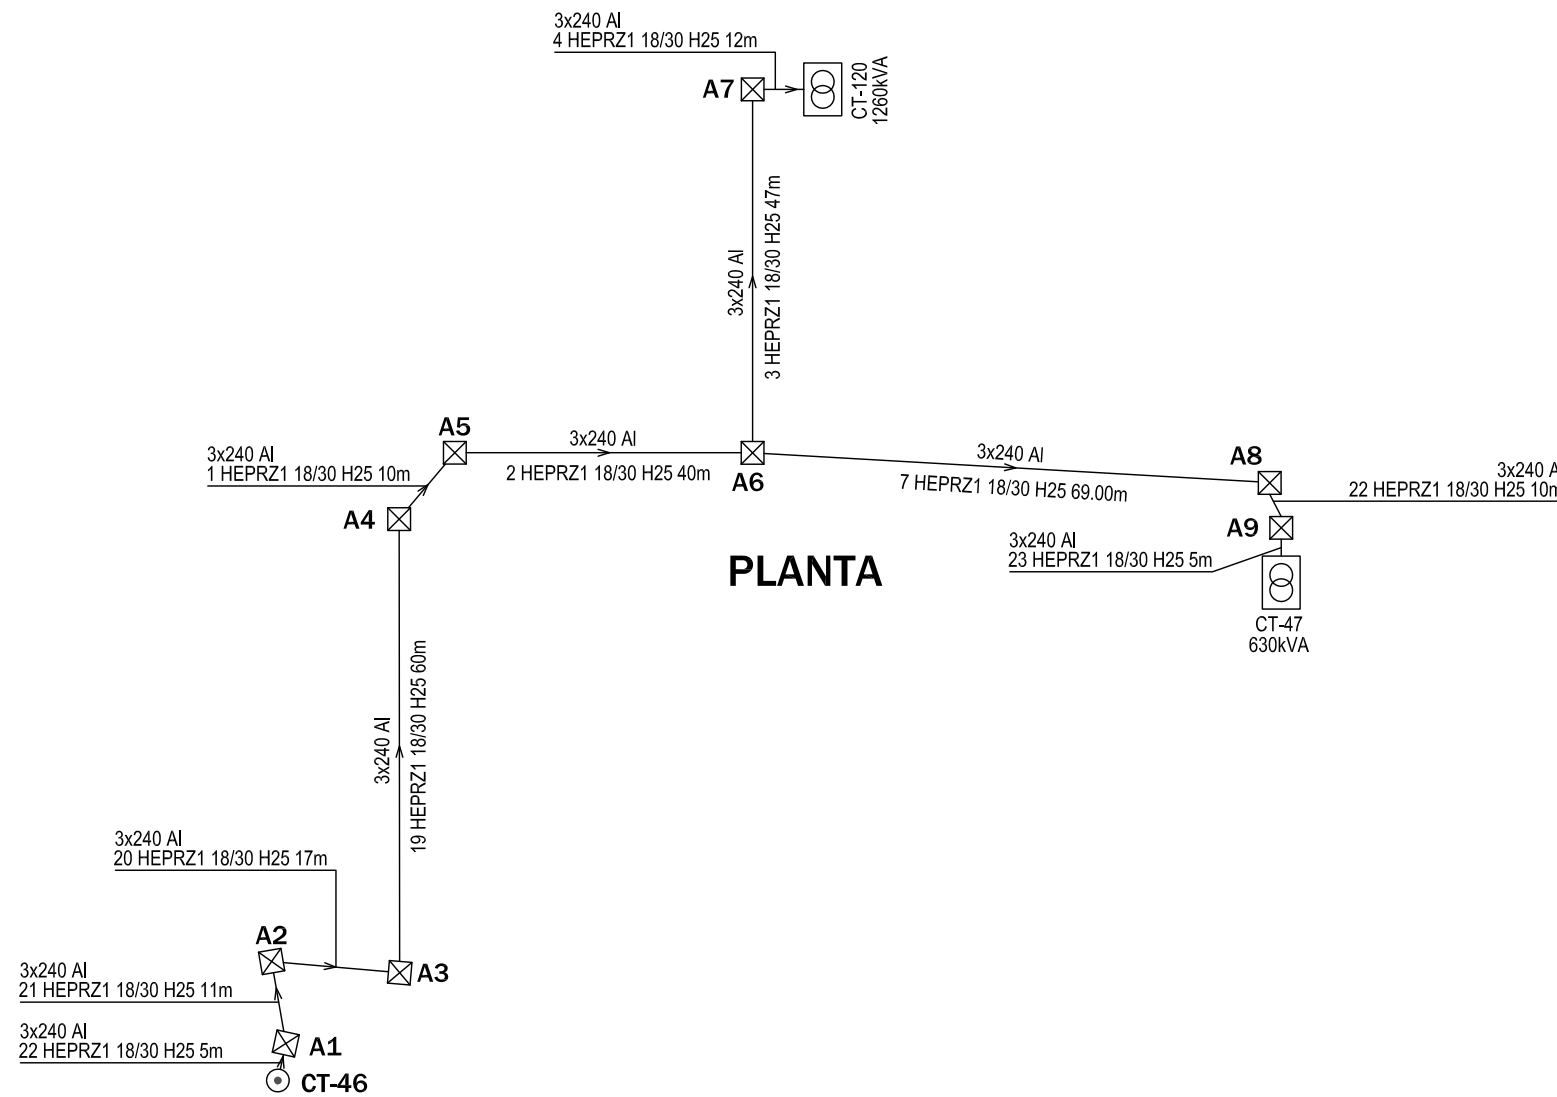 3x240 Al
4 HEPRZ1 18/30 H25 12m
A7
CT-120
1260kVA
3x240 Al
3 HEPRZ1 18/30 H25 47m
A5
3x240 Al
1 HEPRZ1 18/30 H25 10m
3x240 Al
2 HEPRZ1 18/30 H25 40m
A6
3x240 Al
7 HEPRZ1 18/30 H25 69.00m
A8
3x240 A
22 HEPRZ1 18/30 H25 10m
A4
A9
3x240 Al
23 HEPRZ1 18/30 H25 5m
PLANTA
CT-47
630kVA
3x240 Al
19 HEPRZ1 18/30 H25 60m
3x240 Al
20 HEPRZ1 18/30 H25 17m
A2
A3
3x240 Al
21 HEPRZ1 18/30 H25 11m
3x240 Al
22 HEPRZ1 18/30 H25 5m
A1
CT-46